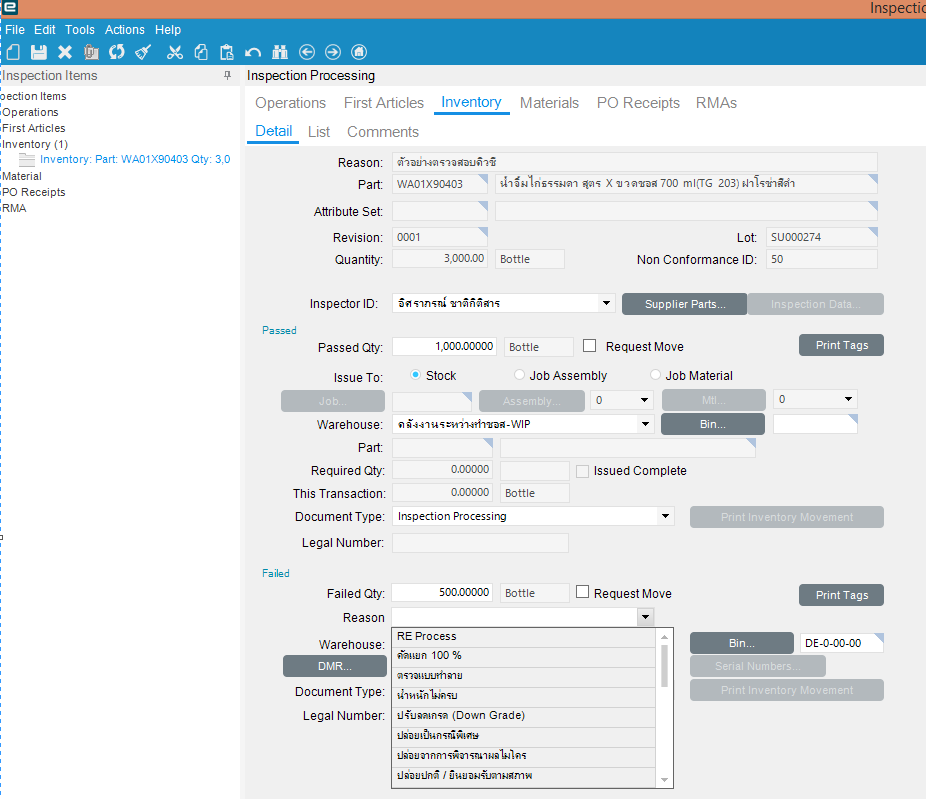 e
Inspectio
File Edit Tools Actions Help
Inspection Items
Inspection Processing
pection Items
Operations
First Articles
Inventory (1)
Inventory: Part: WA01X90403 Qty: 3,0
Material
PO Receipts
RMA
Operations First Articles Inventory Materials PO Receipts RMAs
Detail List Comments
Reason: ตัวอย่างตรวจสอบคิวซี
Part: WA01X90403 น้ำจิ้มไก่ธรรมดา สูตร X ขวดซอส 700 ml(TG 203) ฝาโรซ่าสีดำ
Attribute Set:
Revision: 0001 Lot: SU000274
Quantity: 3,000.00 Bottle Non Conformance ID: 50
Inspector ID: อิศราภรณ์ ชาติกิติสาร Supplier Parts... Inspection Data...
Passed
Passed Qty: 1,000.00000 Bottle Request Move Print Tags
Issue To: Stock Job Assembly Job Material
Job... Assembly... 0 Mtl... 0
Warehouse: คลังงานระหว่างทำซอส-WIP Bin...
Part:
Required Qty: 0.00000 Issued Complete
This Transaction: 0.00000 Bottle
Document Type: Inspection Processing Print Inventory Movement
Legal Number:
Failed
Failed Qty: 500.00000 Bottle Request Move Print Tags
Reason
RE Process
Warehouse: Bin... DE-0-00-00
คัดแยก 100 %
DMR... Serial Numbers...
ตรวจแบบทำลาย
Document Type: น้ำหนักไม่ครบ Print Inventory Movement
Legal Number: ปรับลดเกรด (Down Grade)
ปล่อยเป็นกรณีพิเศษ
ปล่อยจากการพิจารณาผลไมโคร
ปล่อยปกติ / ยินยอมรับตามสภาพ